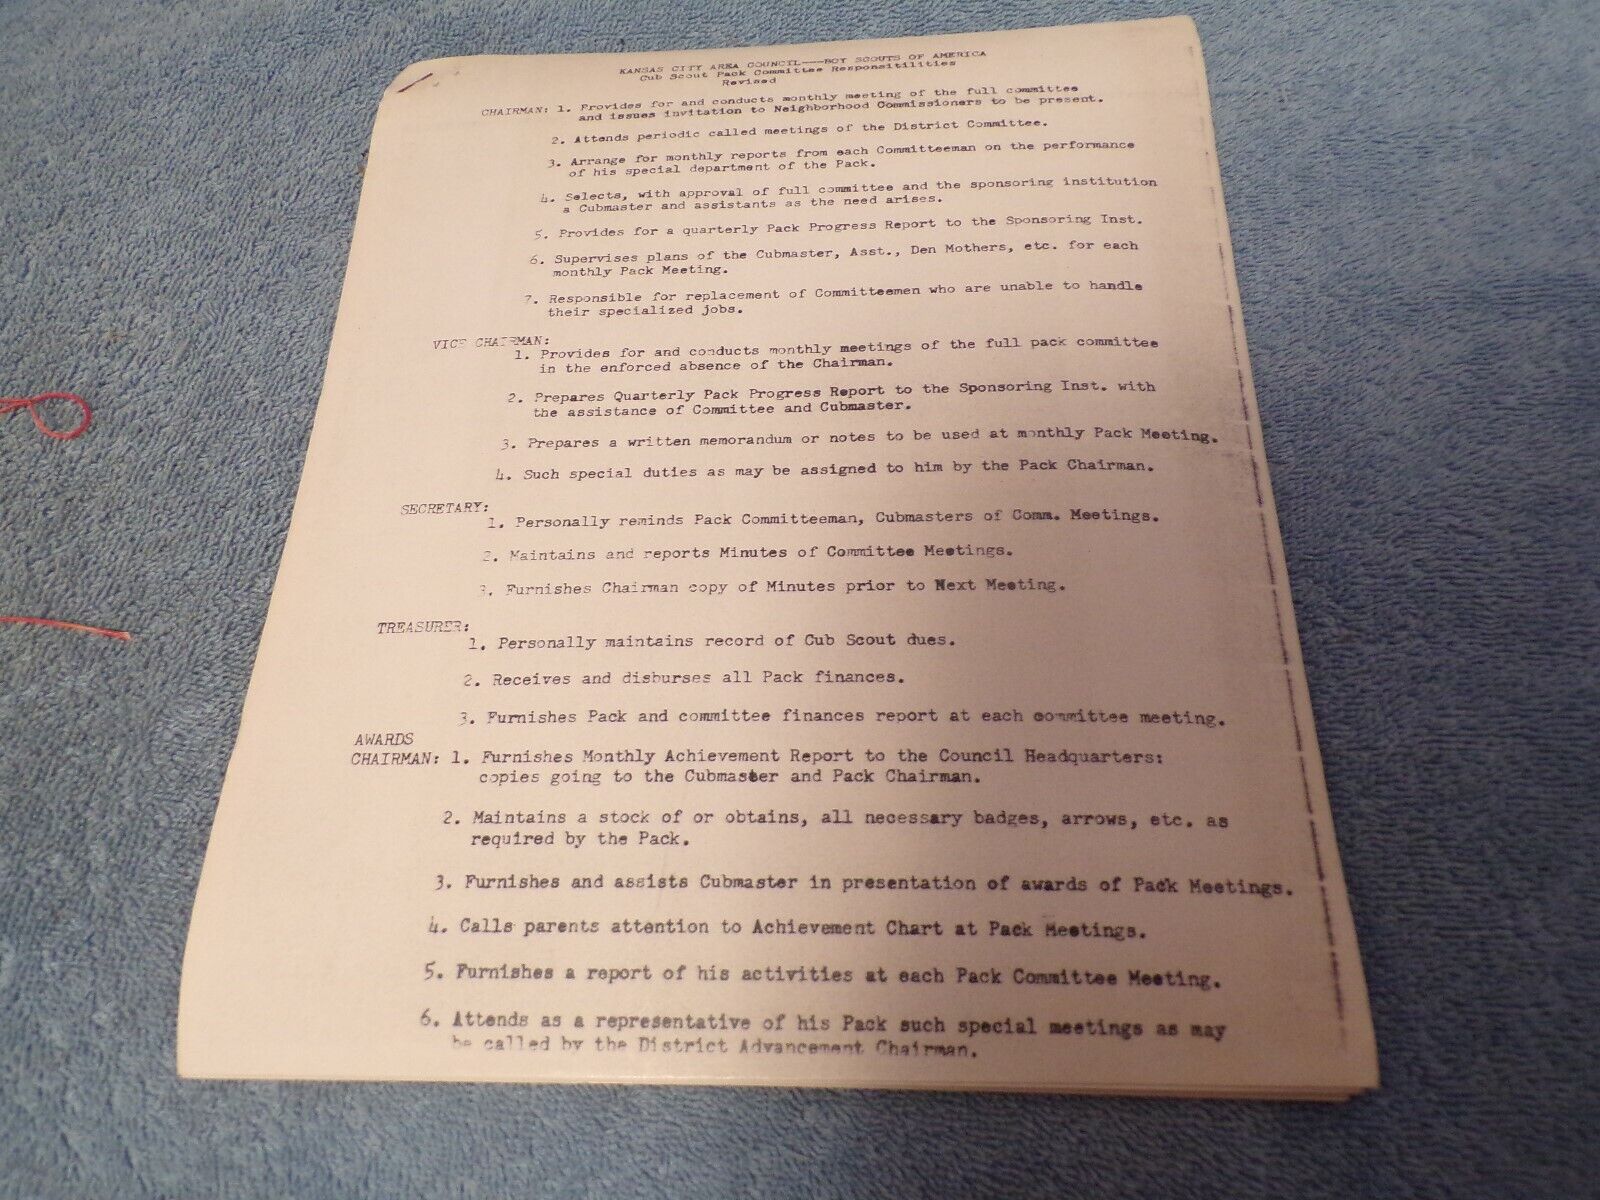 KANSAS CITY AREA COUNCIL---BOY SCOUTS OF AMERICA
Cub Scout Pack Committee Responsitilities
Revised
CHAIRMAN: 1. Provides for and conducts monthly meeting of the full committee
and issues invitation to Neighborhood Commissioners to be present.
2. Attends periodic called meetings of the District Committee.
3. Arrange for monthly reports from each Committeeman on the performance
of his special department of the Pack.
4. Selects, with approval of full committee and the sponsoring institution
a Cubmaster and assistants as the need arises.
5. Provides for a quarterly Pack Progress Report to the Sponsoring Inst.
6. Supervises plans of the Cubmaster, Asst., Den Mothers, etc. for each
monthly Pack Meeting.
7. Responsible for replacement of Committeemen who are unable to handle
their specialized jobs.
VICE CHAIRMAN:
1. Provides for and conducts monthly meetings of the full pack committee
in the enforced absence of the Chairman.
2. Prepares Quarterly Pack Progress Report to the Sponsoring Inst. with
the assistance of Committee and Cubmaster.
3. Prepares a written memorandum or notes to be used at monthly Pack Meeting.
4. Such special duties as may be assigned to him by the Pack Chairman.
SECRETARY:
1. Personally reminds Pack Committeeman, Cubmasters of Comm. Meetings.
2. Maintains and reports Minutes of Committee Meetings.
3. Furnishes Chairman copy of Minutes prior to Next Meeting.
TREASURER:
1. Personally maintains record of Cub Scout dues.
2. Receives and disburses all Pack finances.
3. Furnishes Pack and committee finances report at each committee meeting.
AWARDS
CHAIRMAN: 1. Furnishes Monthly Achievement Report to the Council Headquarters:
copies going to the Cubmaster and Pack Chairman.
2. Maintains a stock of or obtains, all necessary badges, arrows, etc. as
required by the Pack.
3. Furnishes and assists Cubmaster in presentation of awards of Pack Meetings.
4. Calls parents attention to Achievement Chart at Pack Meetings.
5. Furnishes a report of his activities at each Pack Committee Meeting.
6. Attends as a representative of his Pack such special meetings as may
be called by the District Advancement Chairman.